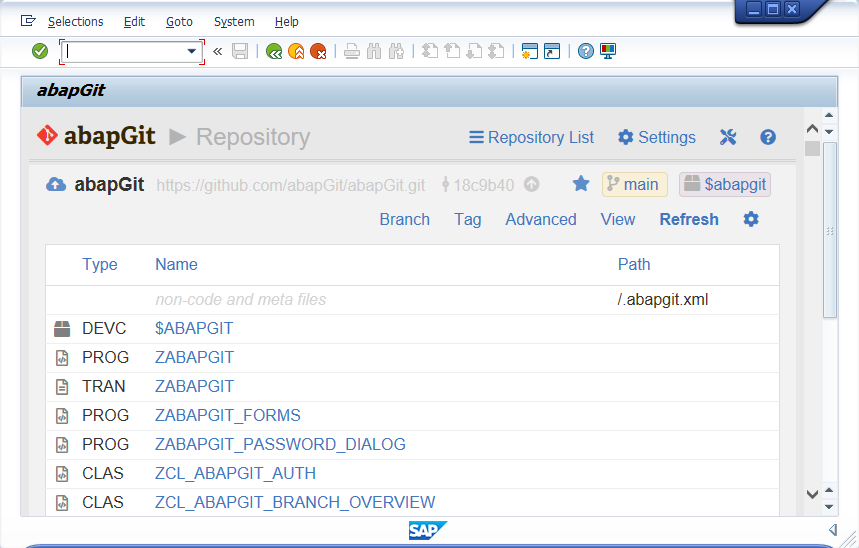 Selections Edit Goto System Help
abapGit
abapGit Repository Repository List Settings
abapGit https://github.com/abapGit/abapGit.git 18c9b40 main $abapgit
Branch Tag Advanced View Refresh
Type Name Path
non-code and meta files /.abapgit.xml
DEVC $ABAPGIT
PROG ZABAPGIT
TRAN ZABAPGIT
PROG ZABAPGIT_FORMS
PROG ZABAPGIT_PASSWORD_DIALOG
CLAS ZCL_ABAPGIT_AUTH
CLAS ZCL_ABAPGIT_BRANCH_OVERVIEW
SAP